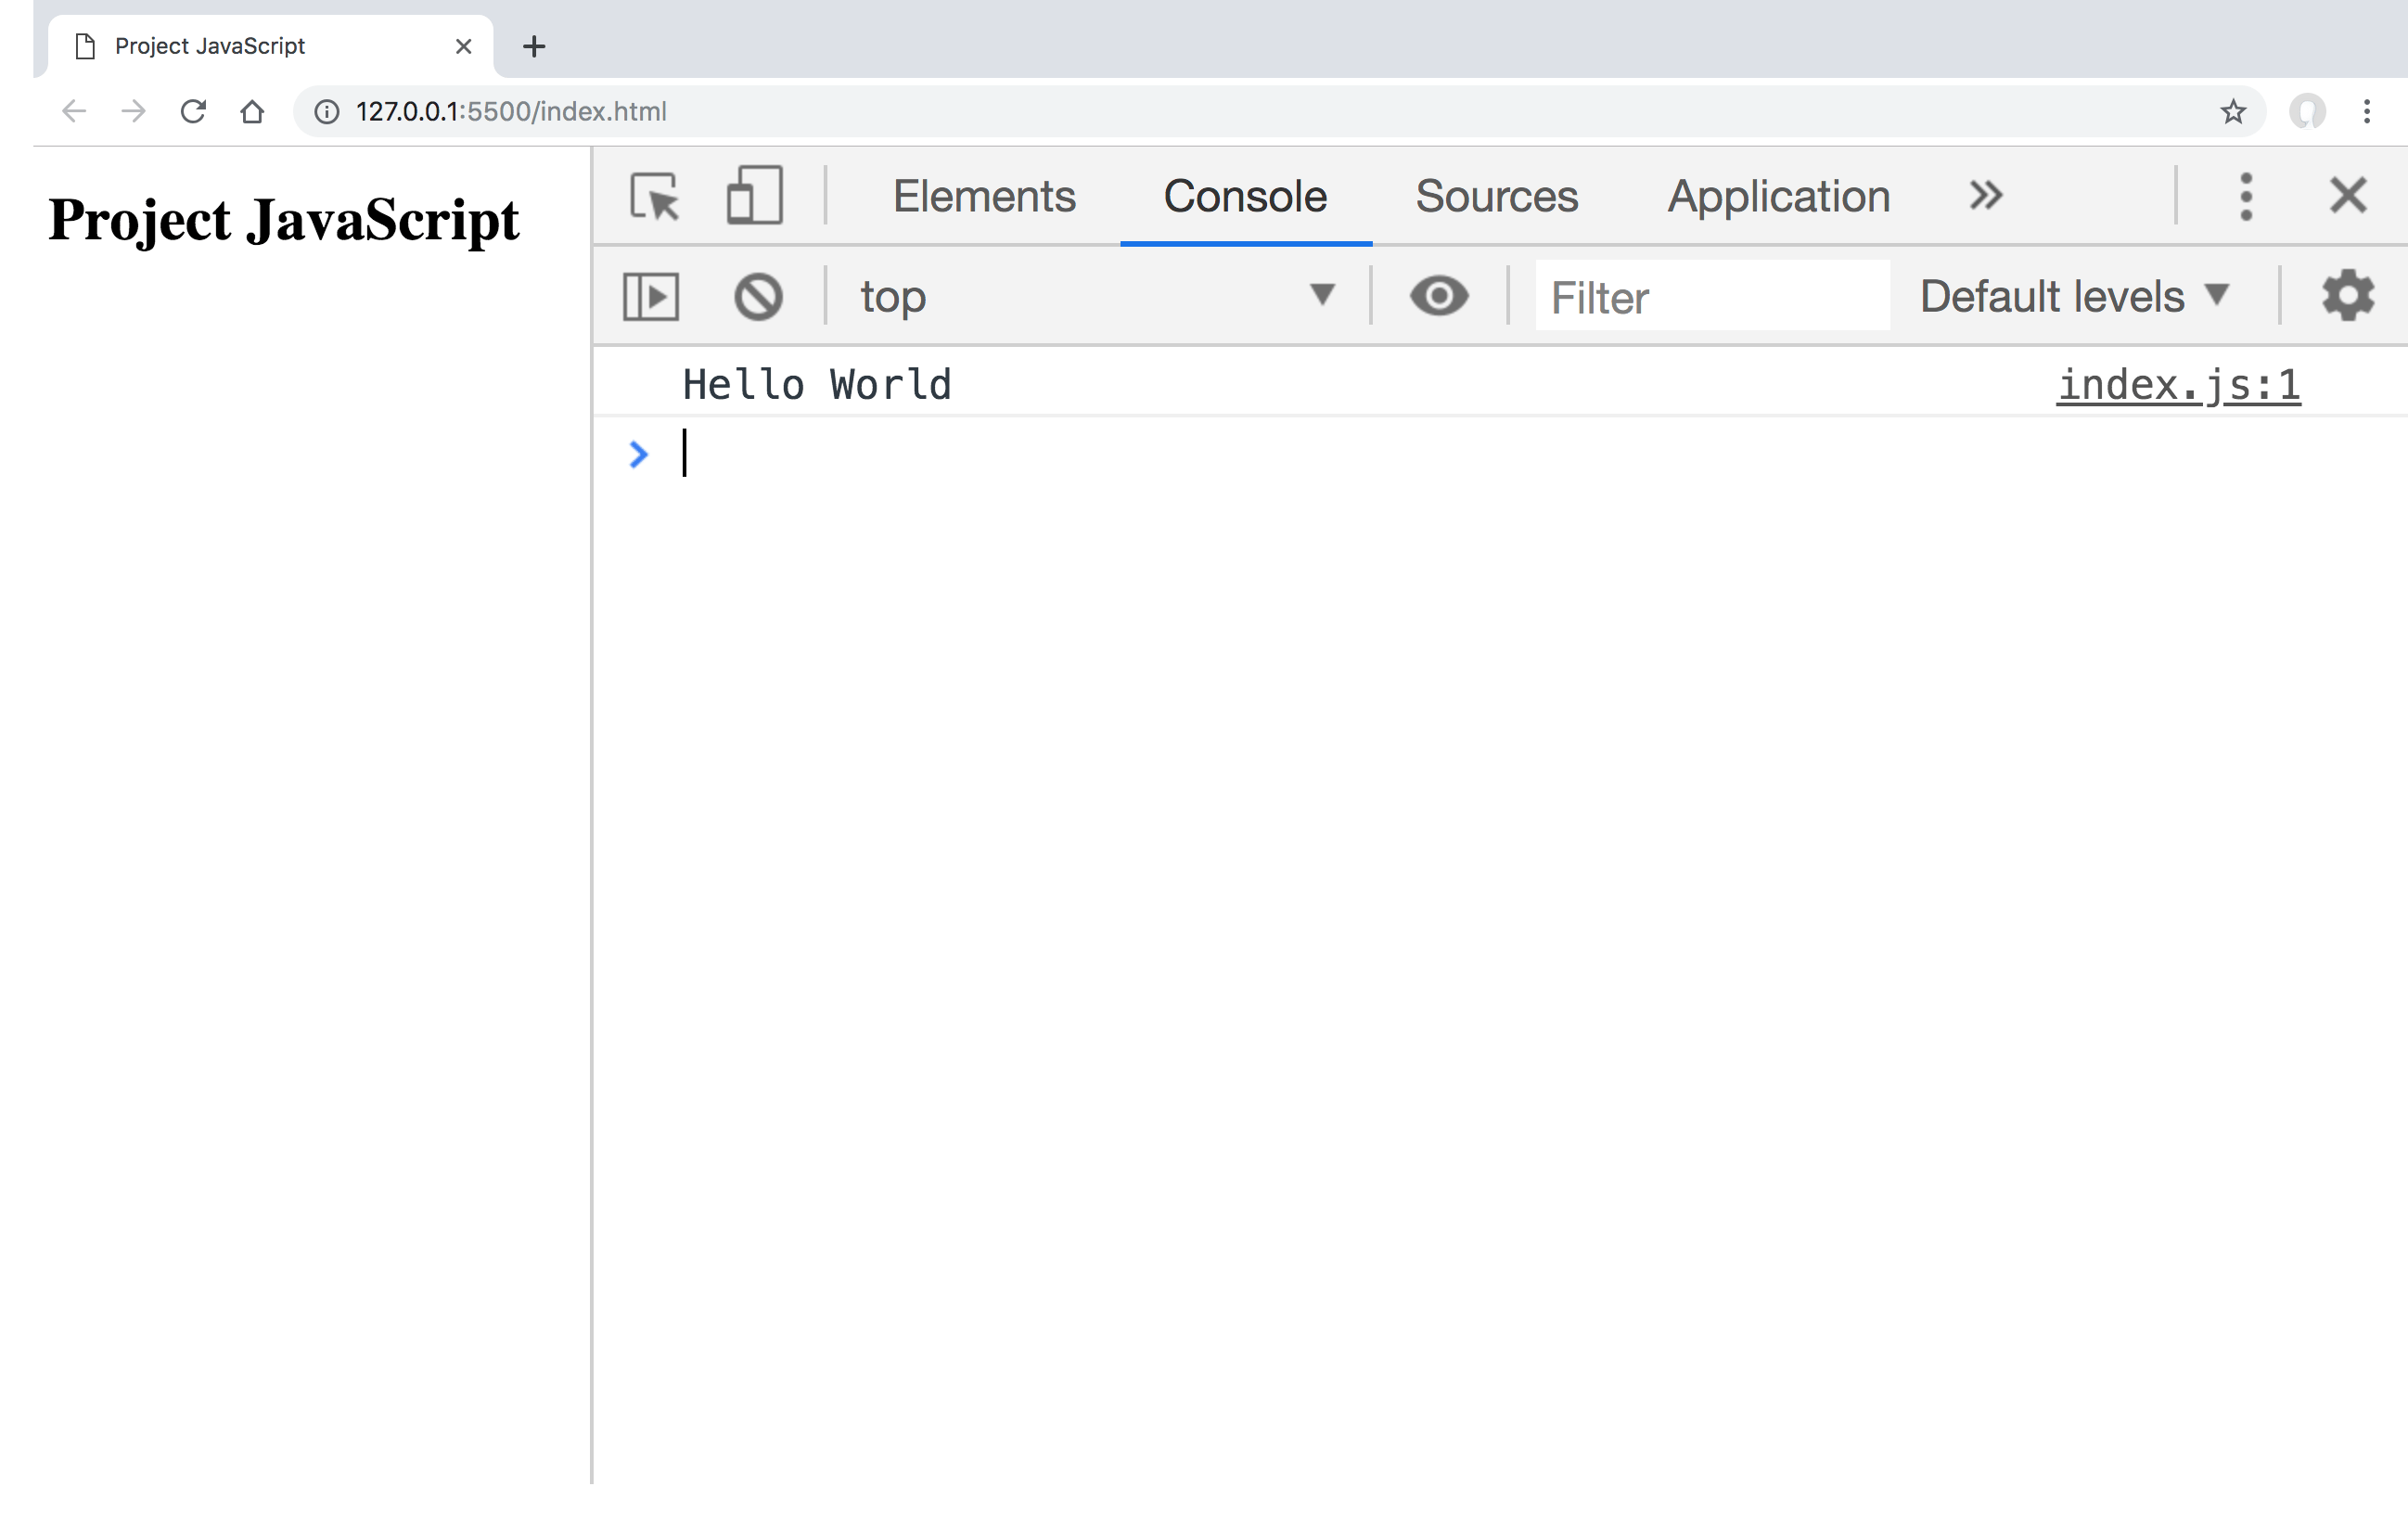 Project JavaScript
127.0.0.1:5500/index.html
Project JavaScript
Elements Console Sources Application
top Filter Default levels
Hello World index.js:1